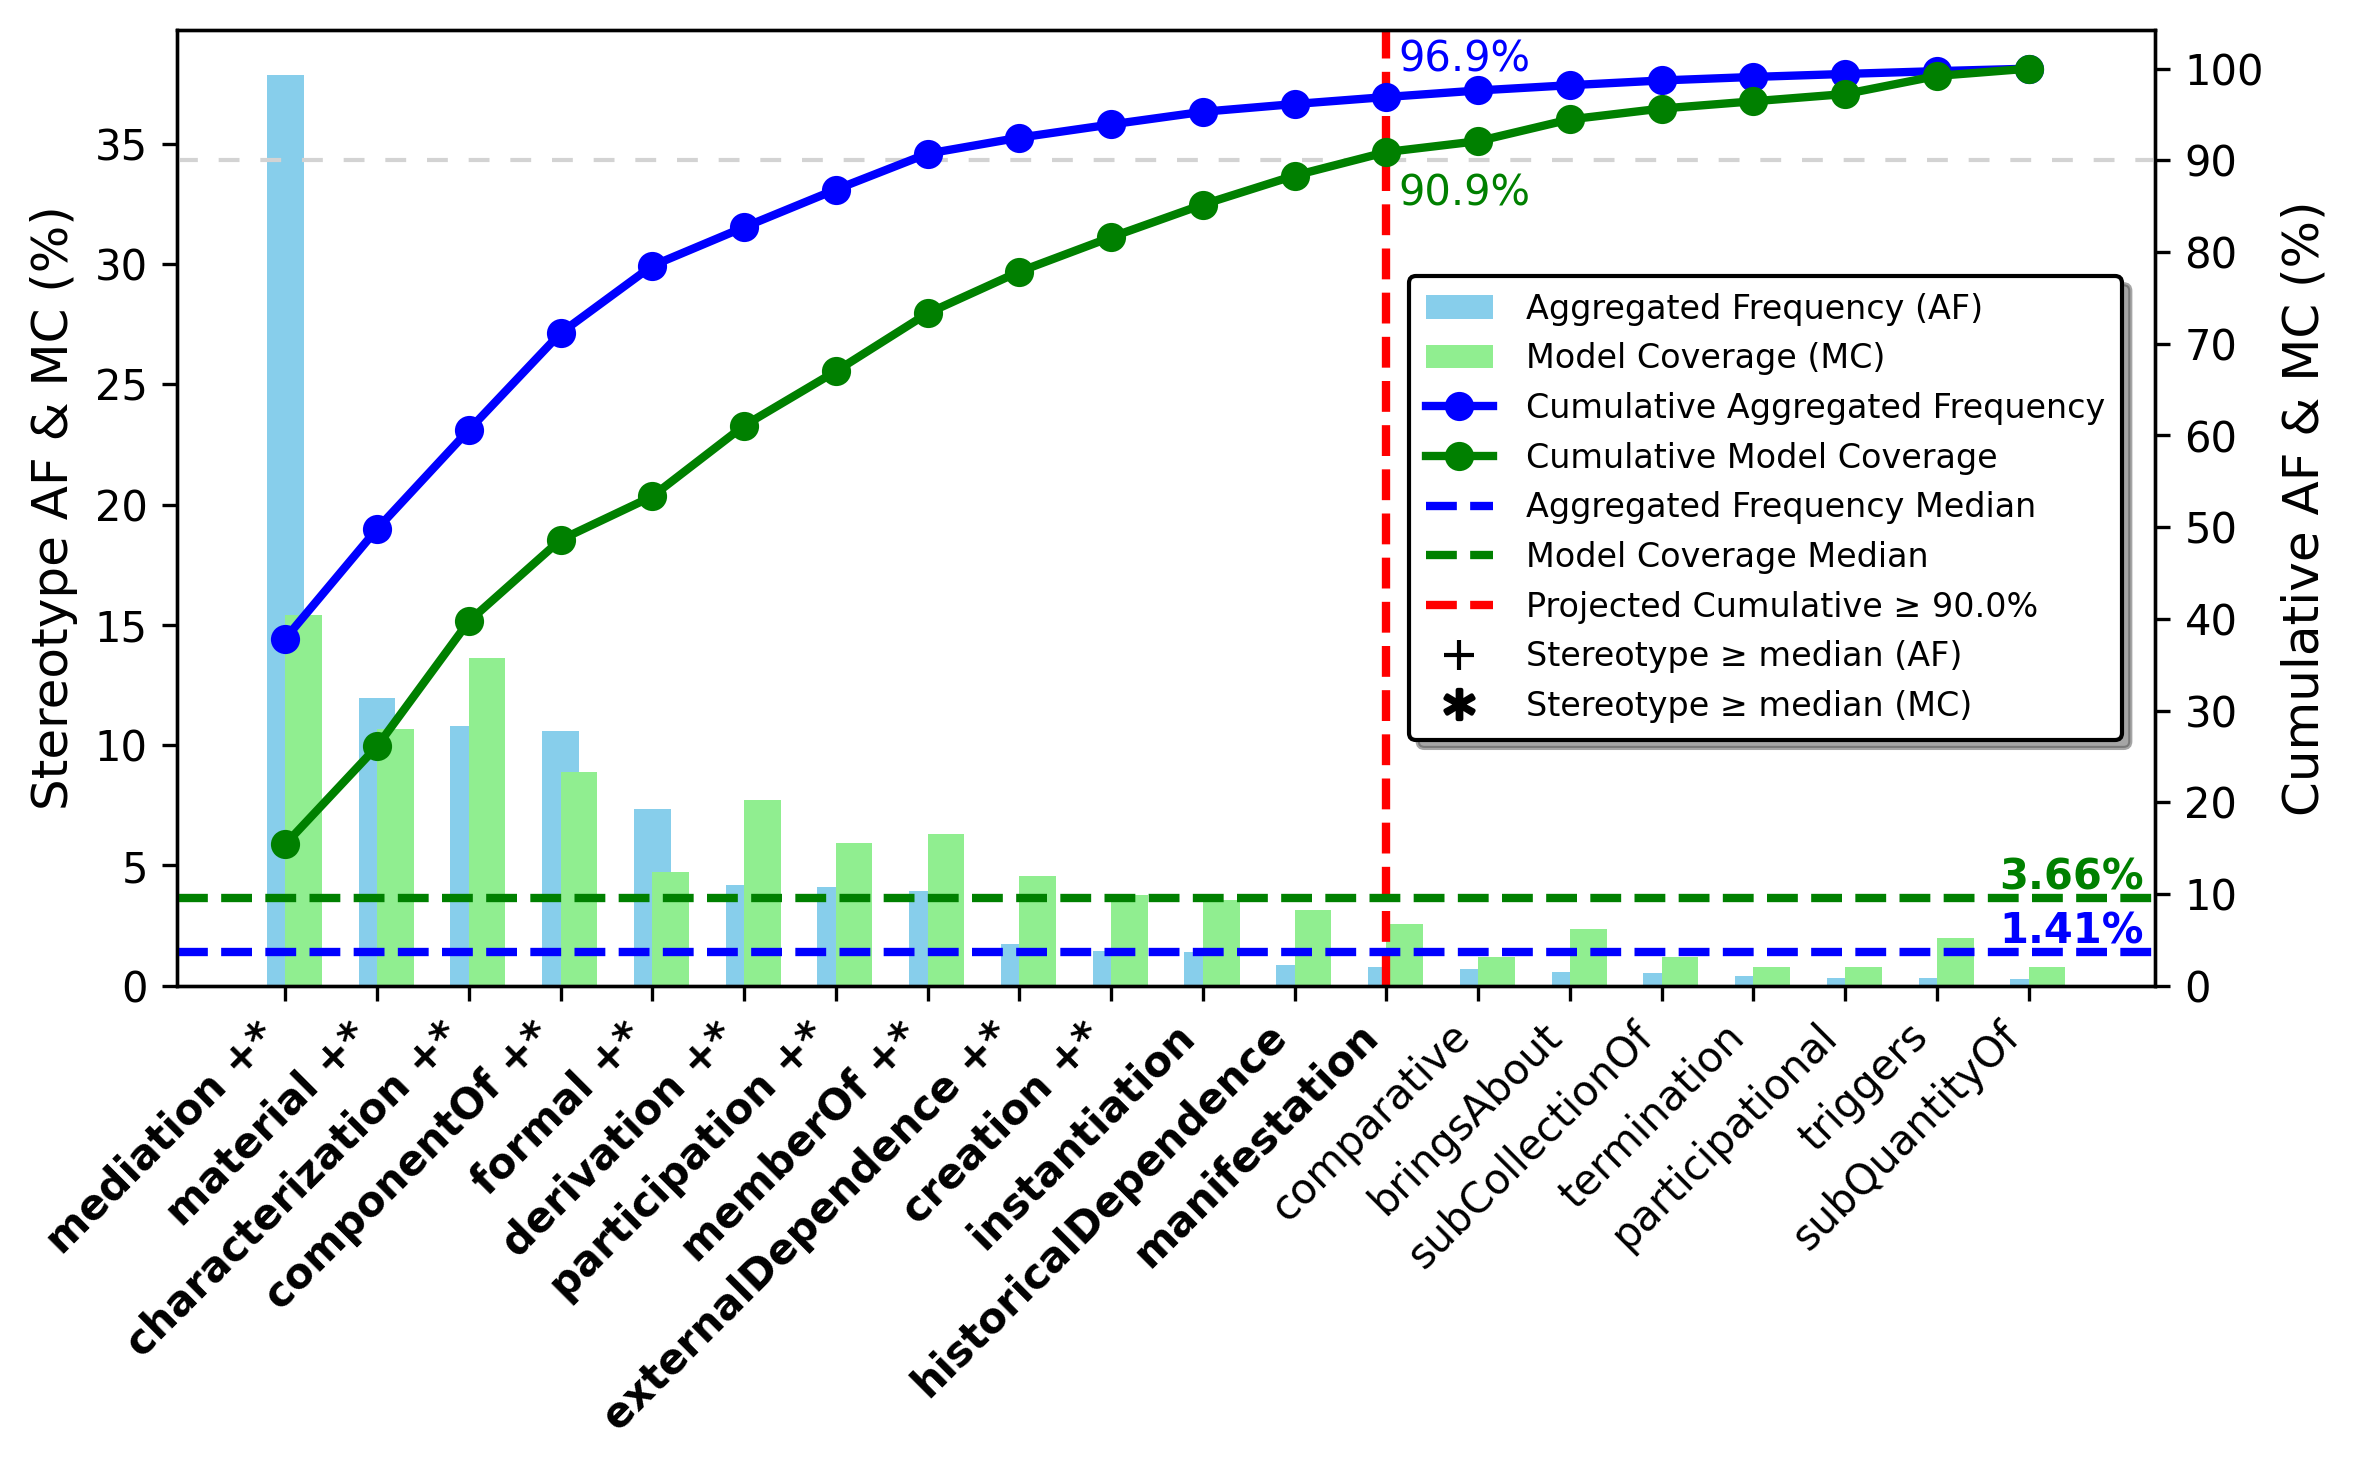 Stereotype AF & MC (%)
35
30
25
20
15
10
5
0
96.9%
90.9%
3.66%
1.41%
100
90
80
70
60
50
40
30
20
10
0
Cumulative AF & MC (%)
Aggregated Frequency (AF)
Model Coverage (MC)
Cumulative Aggregated Frequency
Cumulative Model Coverage
Aggregated Frequency Median
Model Coverage Median
Projected Cumulative ≥ 90.0%
Stereotype ≥ median (AF)
Stereotype ≥ median (MC)
mediation +*
material +*
characterization +*
componentOf +*
formal +*
derivation +*
participation +*
memberOf +*
externalDependence +*
creation +*
instantiation
historicalDependence
manifestation
comparative
bringsAbout
subCollectionOf
termination
participational
triggers
subQuantityOf